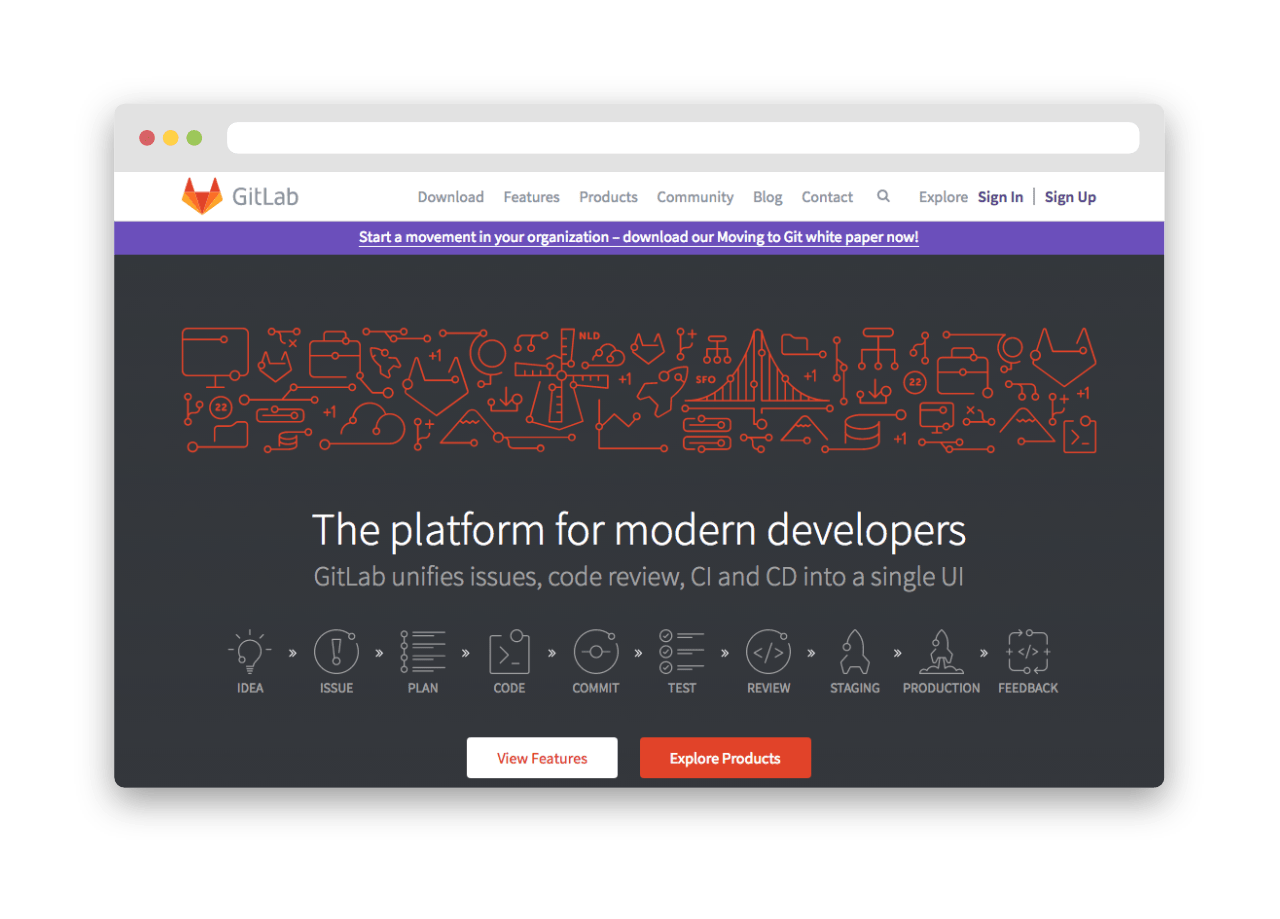 GitLab
Download Features Products Community Blog Contact Explore Sign In | Sign Up
Start a movement in your organization – download our Moving to Git white paper now!
NLD
+1
+1
SFO
+1
22
22
+1
+1
+1
The platform for modern developers
GitLab unifies issues, code review, CI and CD into a single UI
IDEA » ISSUE » PLAN » CODE » COMMIT » TEST » REVIEW » STAGING » PRODUCTION » FEEDBACK
View Features Explore Products